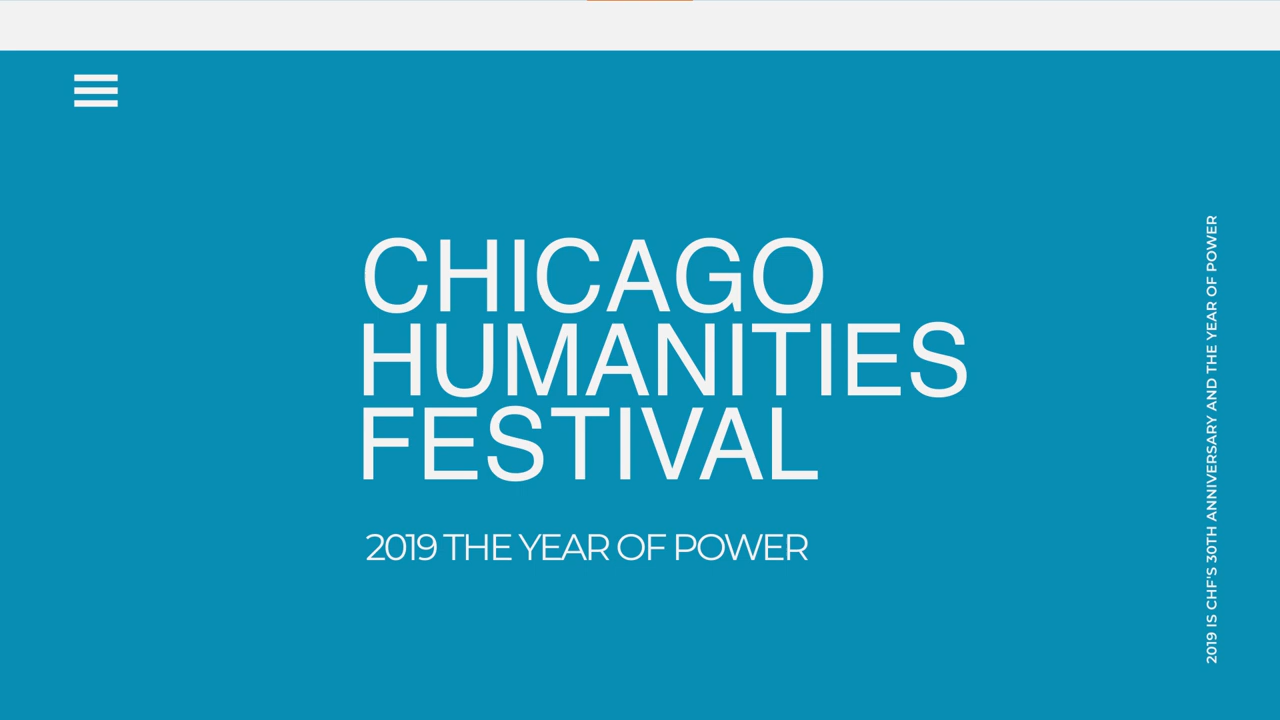 CHICAGO
HUMANITIES
FESTIVAL
2019 THE YEAR OF POWER
2019 IS CHF'S 30TH ANNIVERSARY AND THE YEAR OF POWER